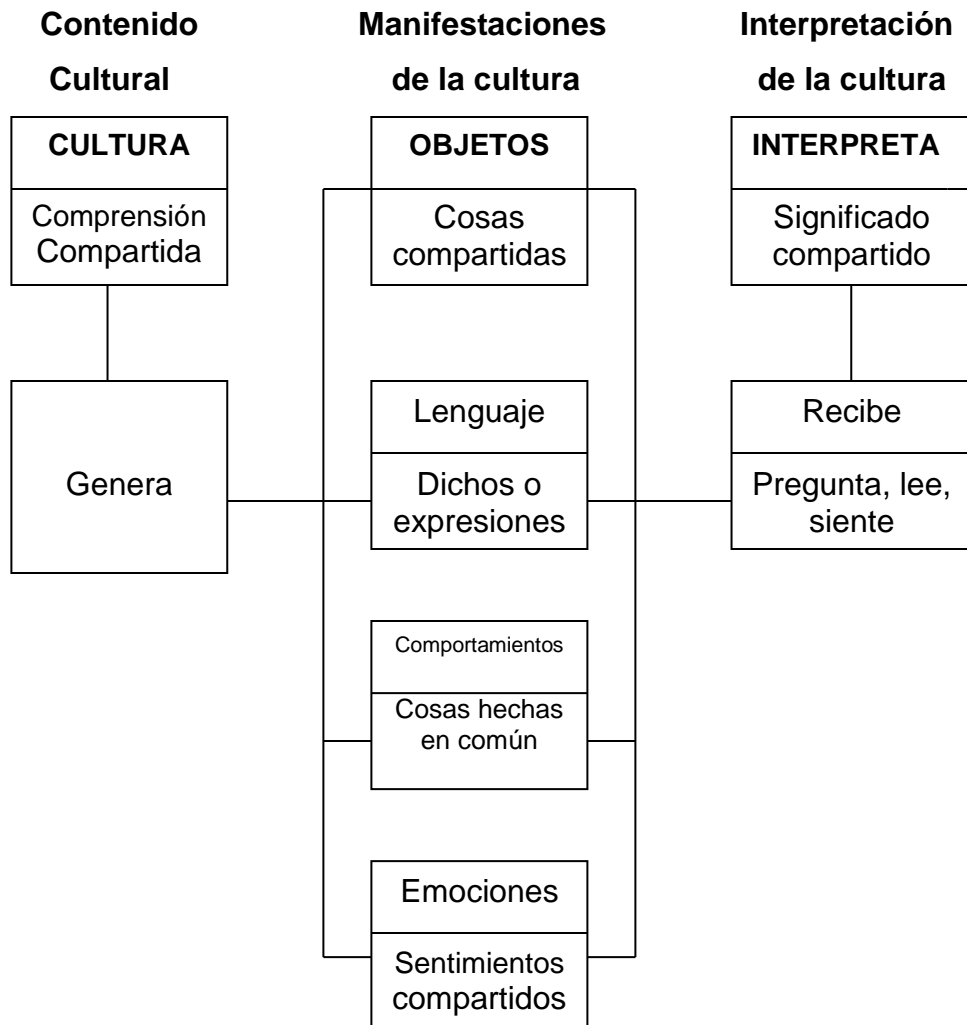 Contenido
Cultural
Manifestaciones
de la cultura
Interpretación
de la cultura
CULTURA
Comprensión
Compartida
OBJETOS
Cosas
compartidas
INTERPRETA
Significado
compartido
Genera
Lenguaje
Dichos o
expresiones
Recibe
Pregunta, lee,
siente
Comportamientos
Cosas hechas
en común
Emociones
Sentimientos
compartidos